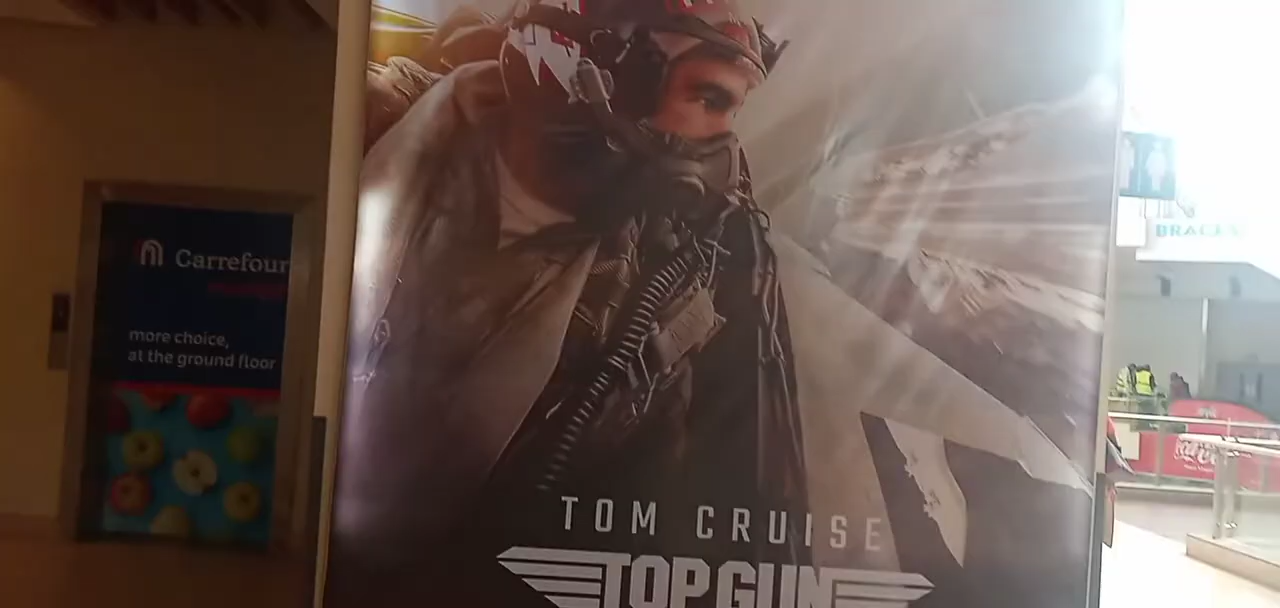 Carrefour
more choice,
at the ground floor
TOM CRUISE
TOP GUN